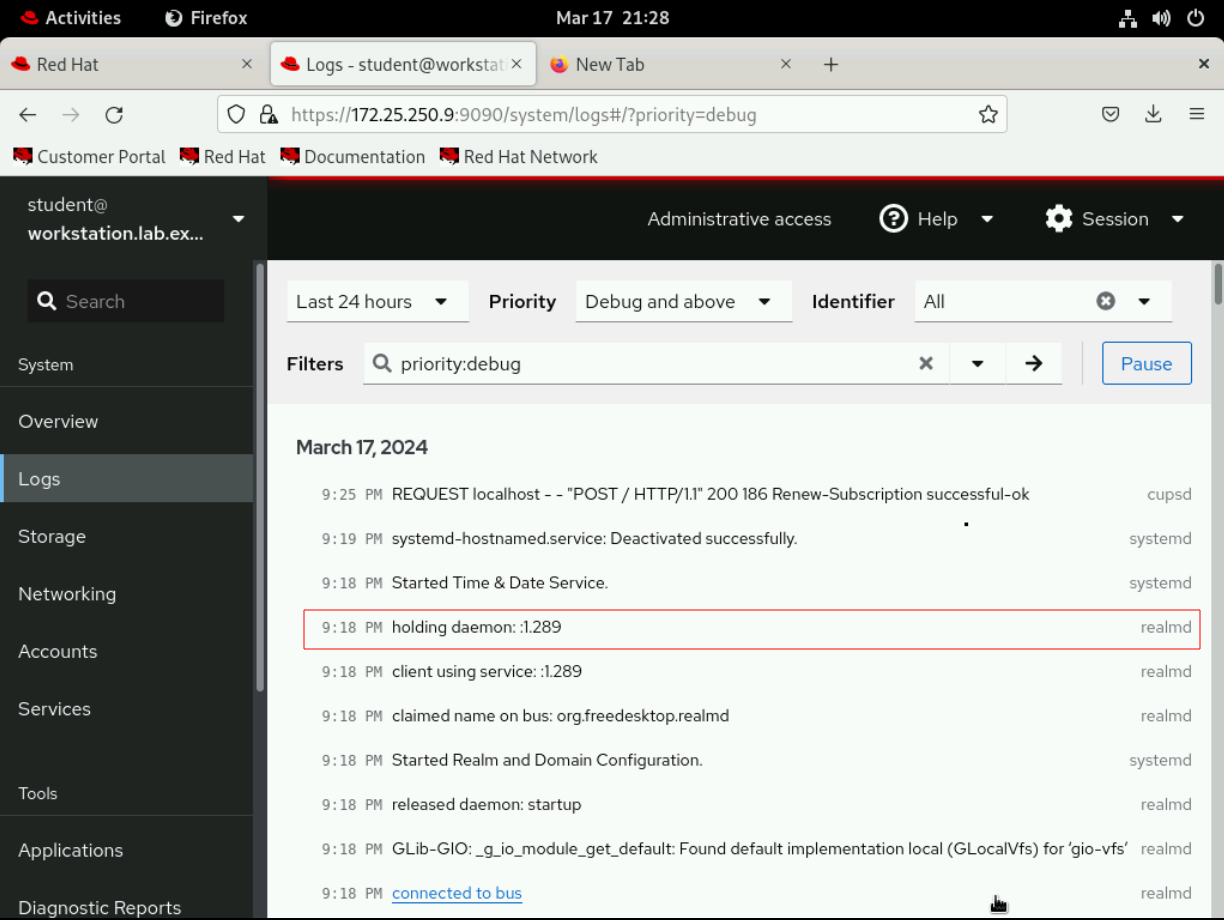 Activities Firefox Mar 17 21:28
Red Hat Logs - student@workstati New Tab
https://172.25.250.9:9090/system/logs#/?priority=debug
Customer Portal Red Hat Documentation Red Hat Network
student@
workstation.lab.ex...
Administrative access Help Session
Search
Last 24 hours Priority Debug and above Identifier All
Filters priority:debug Pause
System
Overview
Logs
Storage
Networking
Accounts
Services
Tools
Applications
Diagnostic Reports
March 17, 2024
9:25 PM REQUEST localhost - - "POST / HTTP/1.1" 200 186 Renew-Subscription successful-ok cupsd
9:19 PM systemd-hostnamed.service: Deactivated successfully. systemd
9:18 PM Started Time & Date Service. systemd
9:18 PM holding daemon: :1.289 realmd
9:18 PM client using service: :1.289 realmd
9:18 PM claimed name on bus: org.freedesktop.realmd realmd
9:18 PM Started Realm and Domain Configuration. systemd
9:18 PM released daemon: startup realmd
9:18 PM GLib-GIO: _g_io_module_get_default: Found default implementation local (GLocalVfs) for ‘gio-vfs’ realmd
9:18 PM connected to bus realmd